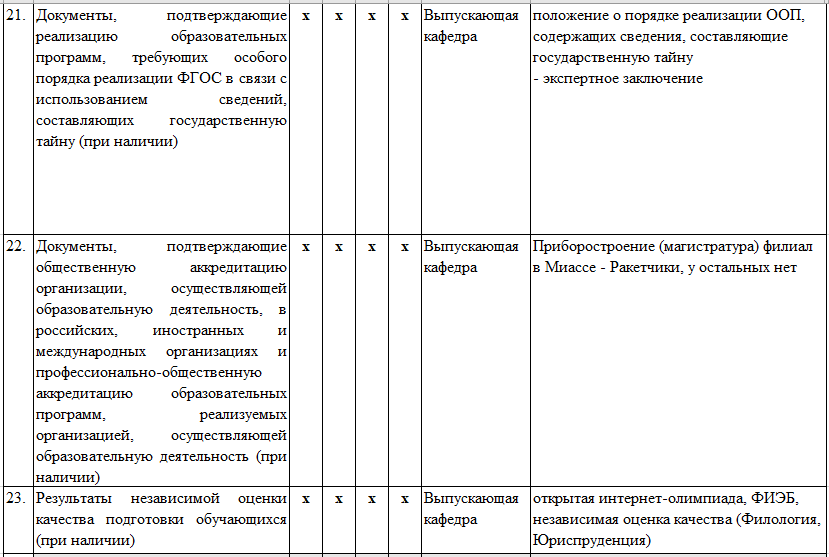 21. Документы, подтверждающие х х х х Выпускающая положение о порядке реализации ООП,
реализацию образовательных кафедра содержащих сведения, составляющие
программ, требующих особого государственную тайну
порядка реализации ФГОС в связи с - экспертное заключение
использованием сведений,
составляющих государственную
тайну (при наличии)
22. Документы, подтверждающие х х х х Выпускающая Приборостроение (магистратура) филиал
общественную аккредитацию кафедра в Миассе - Ракетчики, у остальных нет
организации, осуществляющей
образовательную деятельность, в
российских, иностранных и
международных организациях и
профессионально-общественную
аккредитацию образовательных
программ, реализуемых
организацией, осуществляющей
образовательную деятельность (при
наличии)
23. Результаты независимой оценки х х х х Выпускающая открытая интернет-олимпиада, ФИЭБ,
качества подготовки обучающихся кафедра независимая оценка качества (Филология,
(при наличии) Юриспруденция)